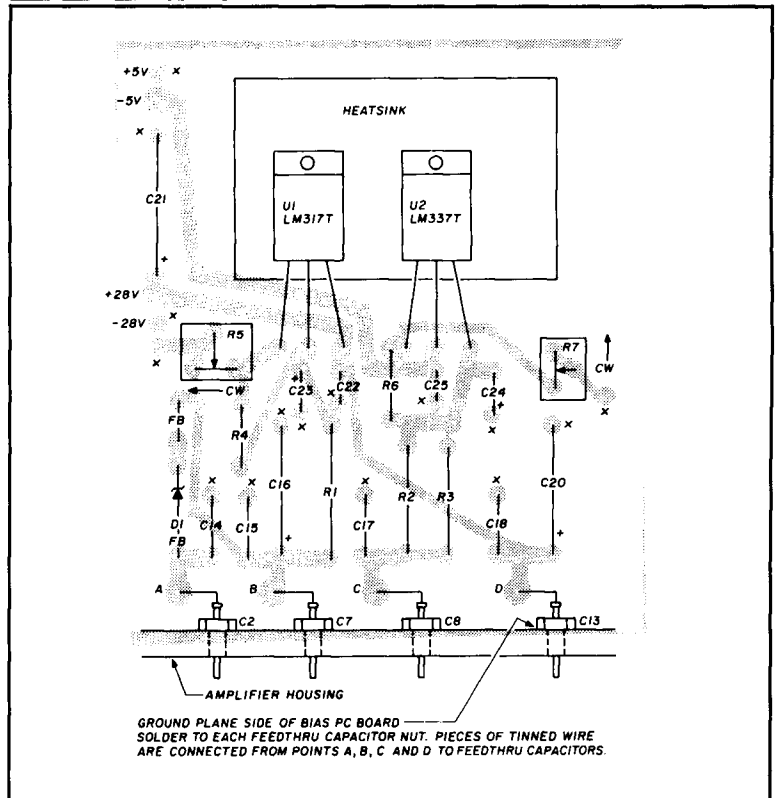 +5V x
-5V
x
HEATSINK
C21
U1
LM317T
U2
LM337T
+
+28V
x
-28V
R5
R7
x
CW
CW
+
C23
C22
R6
C25
C24
FB
x
x
x
x
+
x
x
x
R4
C16
R1
x
x
x
R2
R3
x
C20
D1
C14
C15
C17
C18
FB
+
+
A
B
C
D
C2
C7
C8
C13
AMPLIFIER HOUSING
GROUND PLANE SIDE OF BIAS PC BOARD
SOLDER TO EACH FEEDTHRU CAPACITOR NUT. PIECES OF TINNED WIRE
ARE CONNECTED FROM POINTS A, B, C AND D TO FEEDTHRU CAPACITORS.